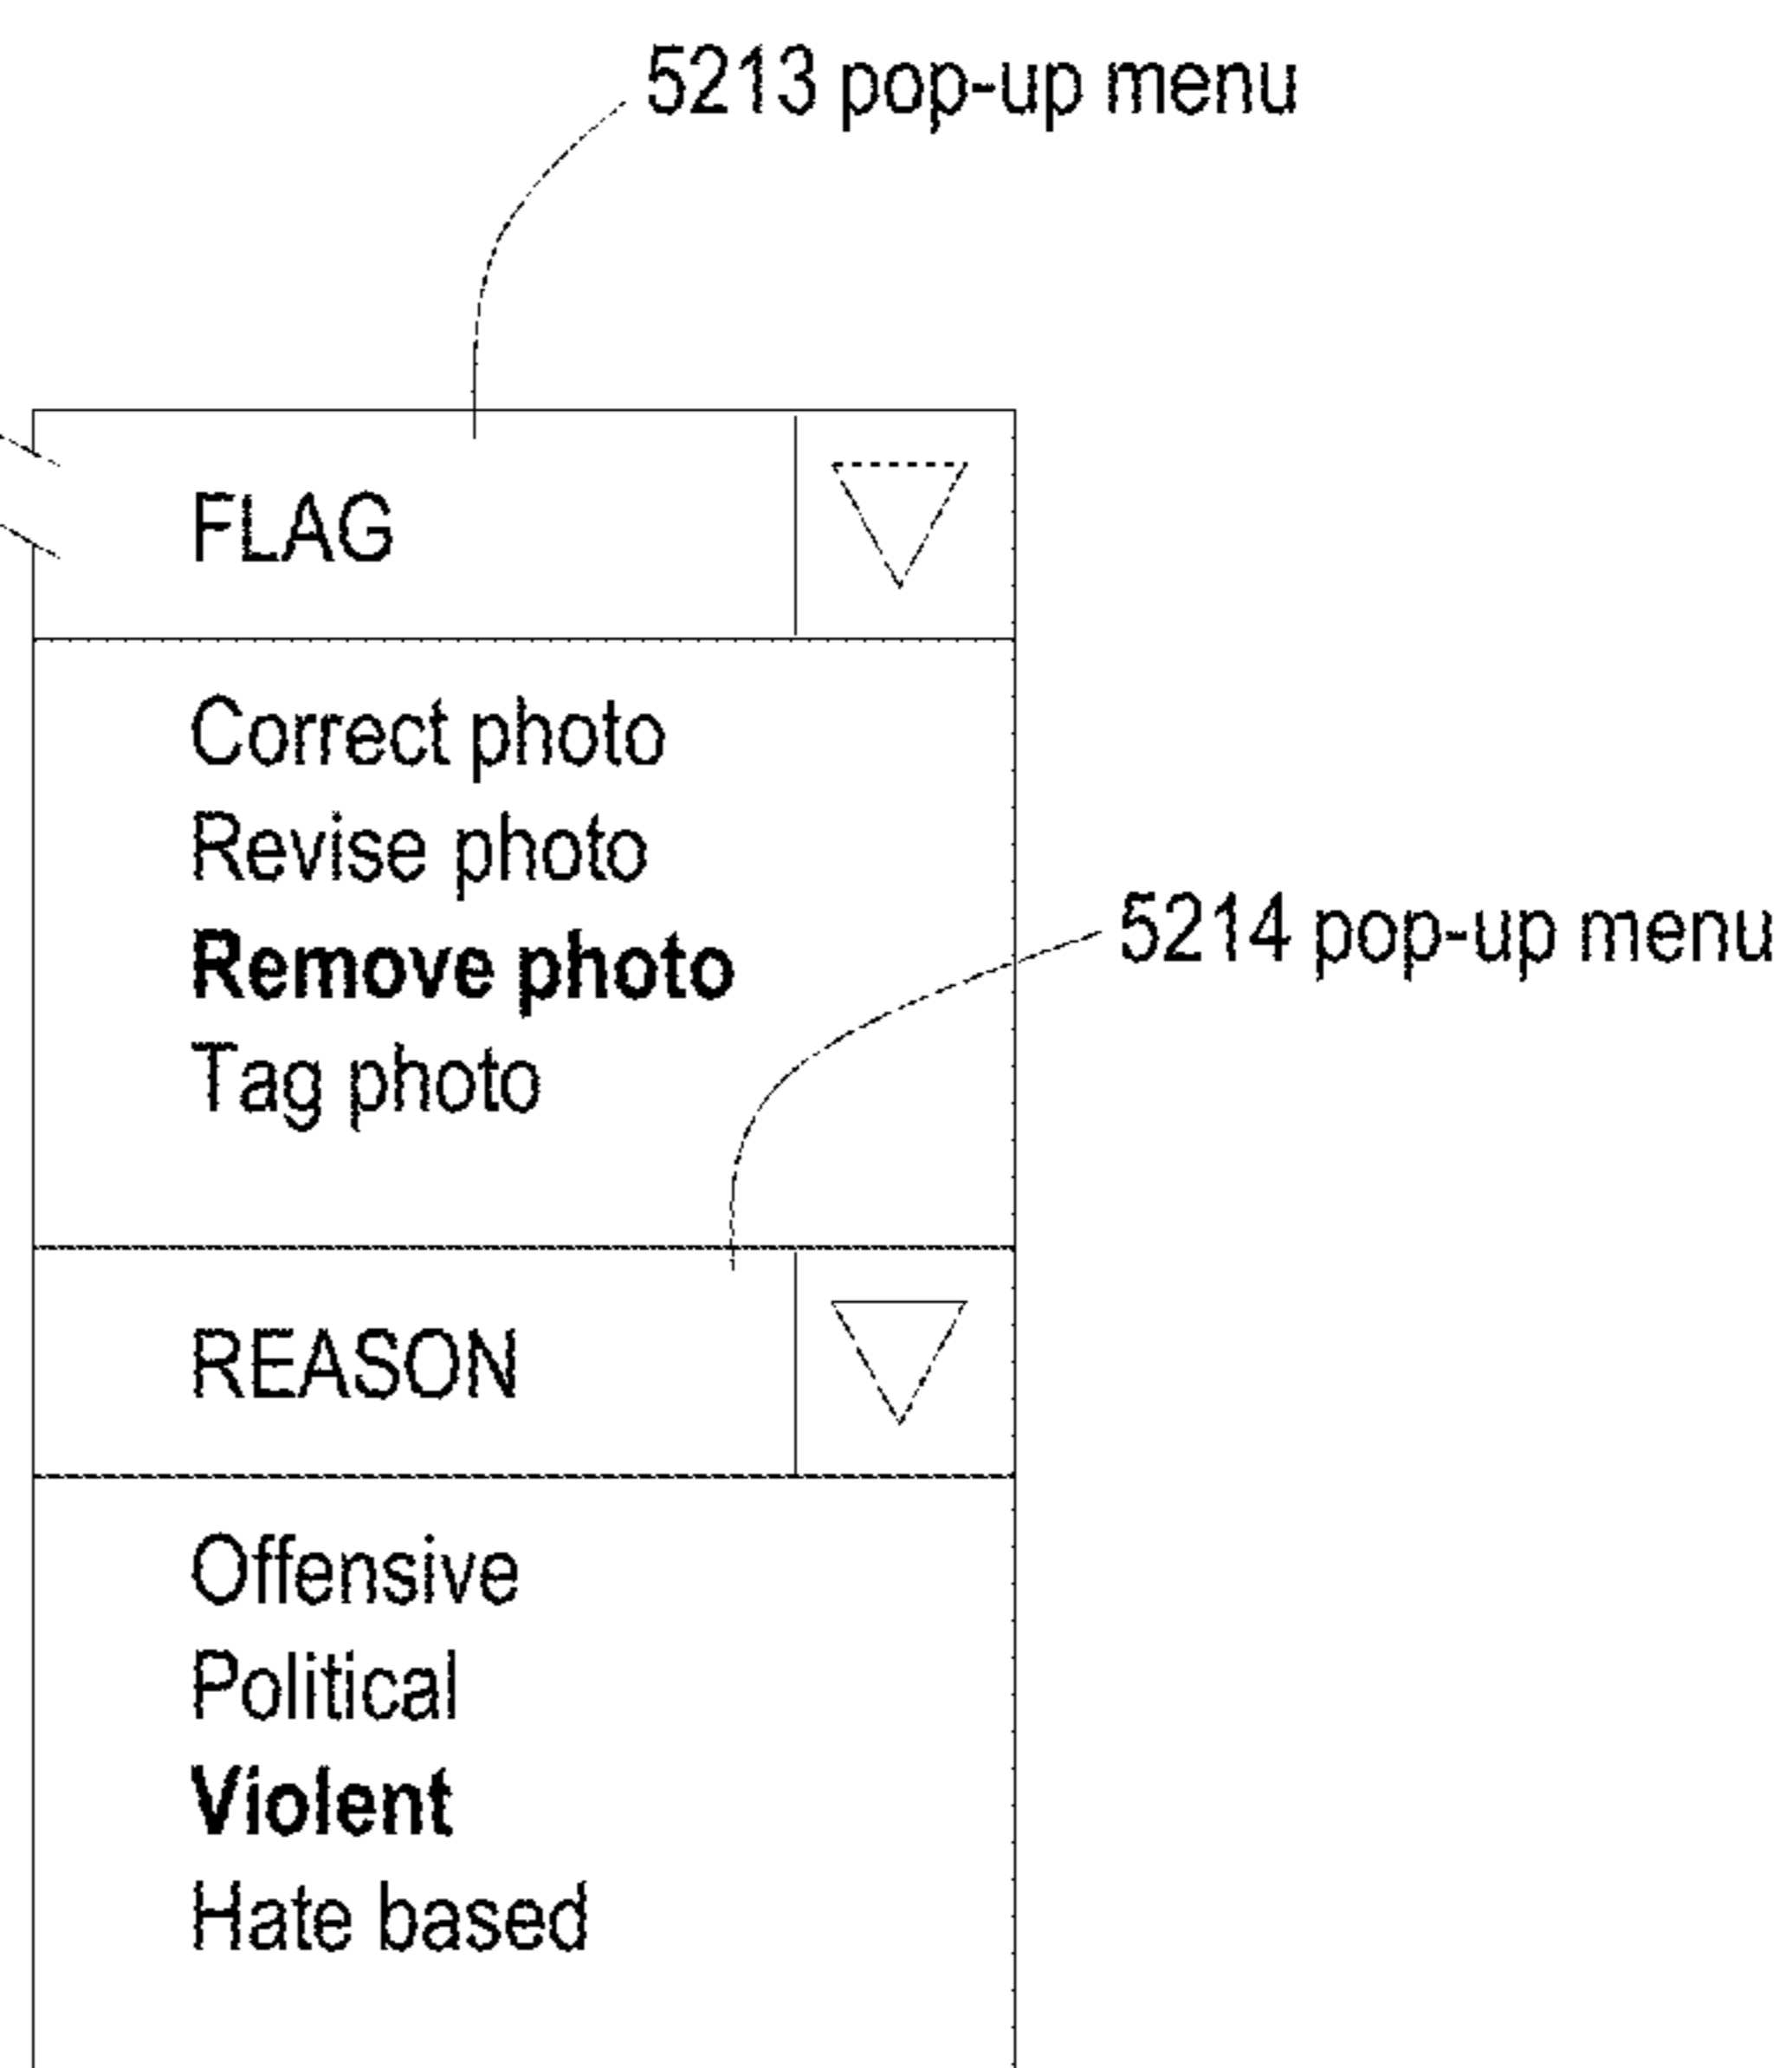 5213 pop-up menu
FLAG
Correct photo
Revise photo
Remove photo
Tag photo
5214 pop-up menu
REASON
Offensive
Political
Violent
Hate based